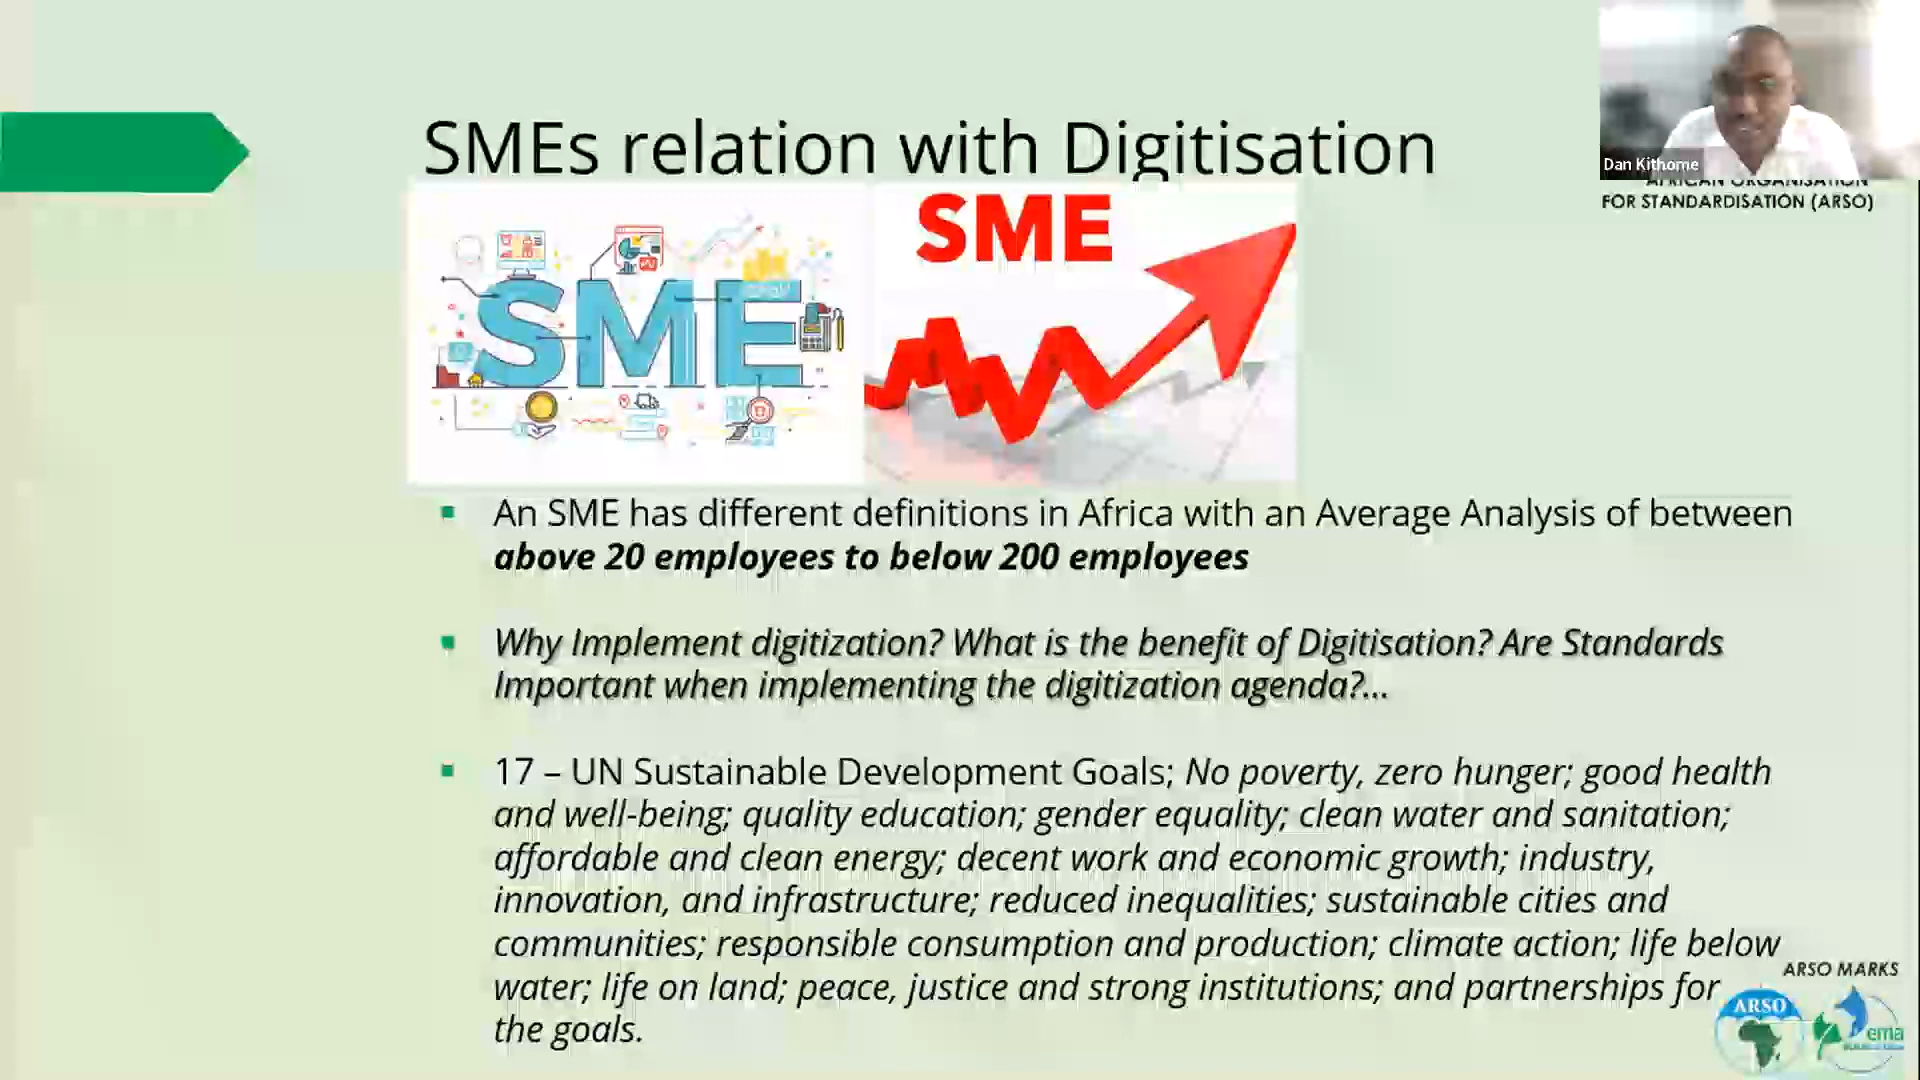 SMEs relation with Digitisation
Dan Kithome
AFRICAN ORGANISATION
FOR STANDARDISATION (ARSO)
SME
SME
An SME has different definitions in Africa with an Average Analysis of between
above 20 employees to below 200 employees
Why Implement digitization? What is the benefit of Digitisation? Are Standards
Important when implementing the digitization agenda?...
17 – UN Sustainable Development Goals; No poverty, zero hunger; good health
and well-being; quality education; gender equality; clean water and sanitation;
affordable and clean energy; decent work and economic growth; industry,
innovation, and infrastructure; reduced inequalities; sustainable cities and
communities; responsible consumption and production; climate action; life below
water; life on land; peace, justice and strong institutions; and partnerships for
the goals.
ARSO MARKS
ARSO
ema